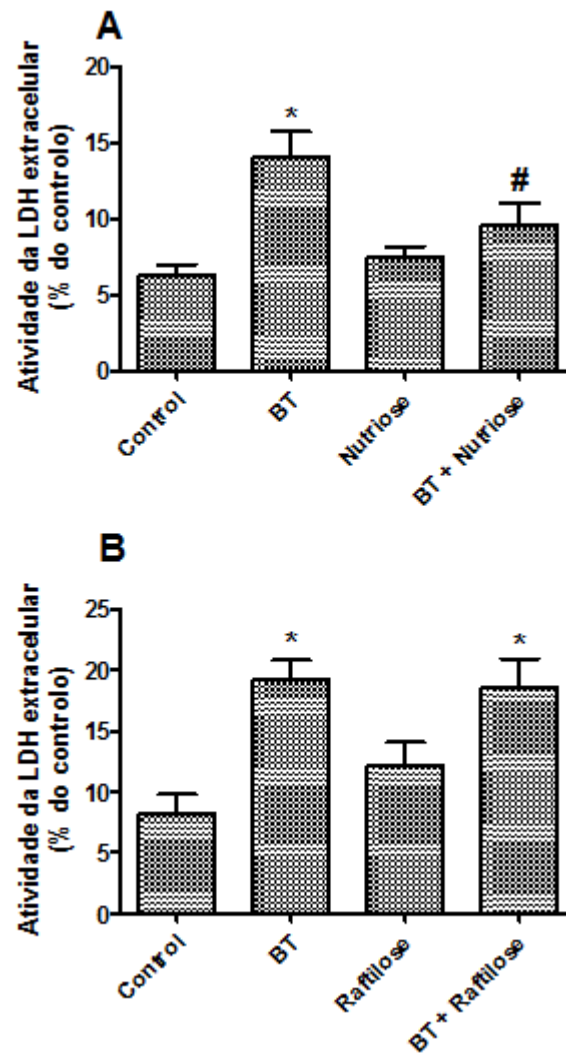 A
Atividade da LDH extracelular
(% do controlo)
20
15
10
5
0
*
#
Control
BT
Nutriose
BT + Nutriose
B
Atividade da LDH extracelular
(% do controlo)
25
20
15
10
5
0
*
*
Control
BT
Raftilose
BT + Raftilose